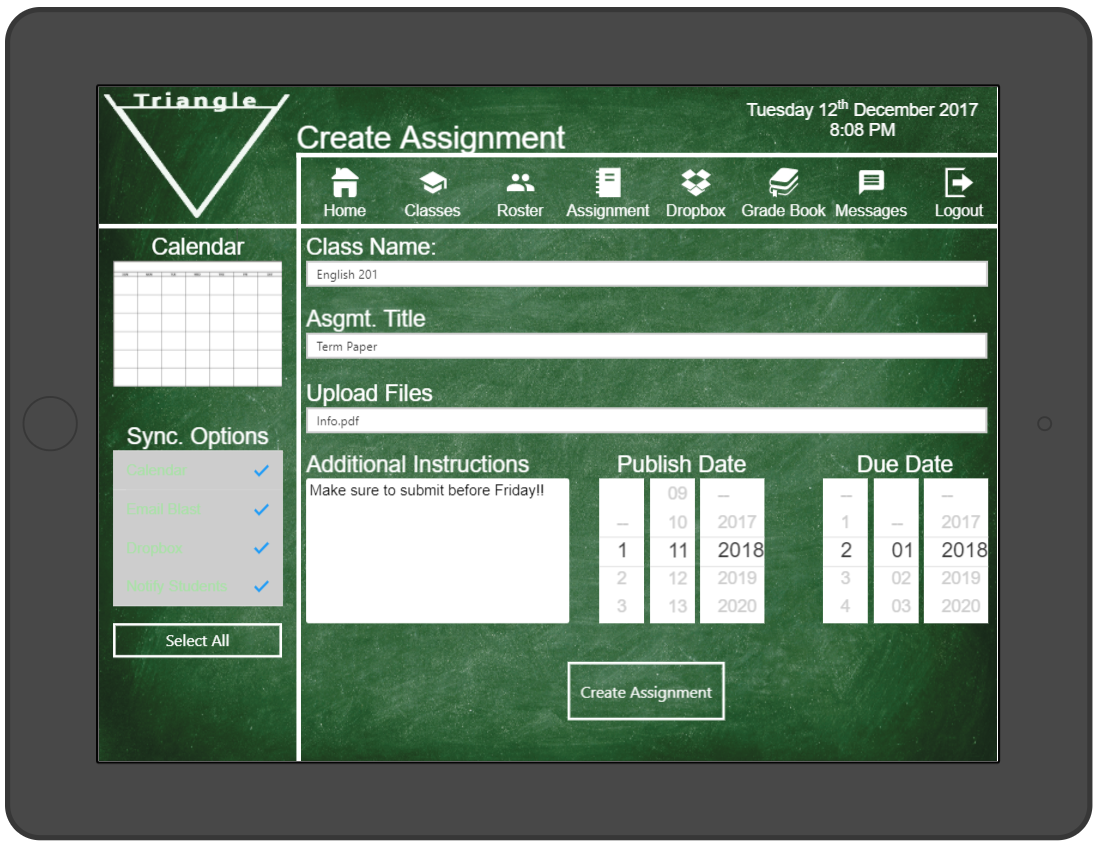 Triangle
Create Assignment
Tuesday 12th December 2017
8:08 PM
Home Classes Roster Assignment Dropbox Grade Book Messages Logout
Calendar
Sync. Options
Calendar
Email Blast
Dropbox
Notify Students
Select All
Class Name:
English 201
Asgmt. Title
Term Paper
Upload Files
Info.pdf
Additional Instructions
Make sure to submit before Friday!!
Publish Date
09 --
-- 10 2017
1 11 2018
2 12 2019
3 13 2020
Due Date
-- --
1 -- 2017
2 01 2018
3 02 2019
4 03 2020
Create Assignment